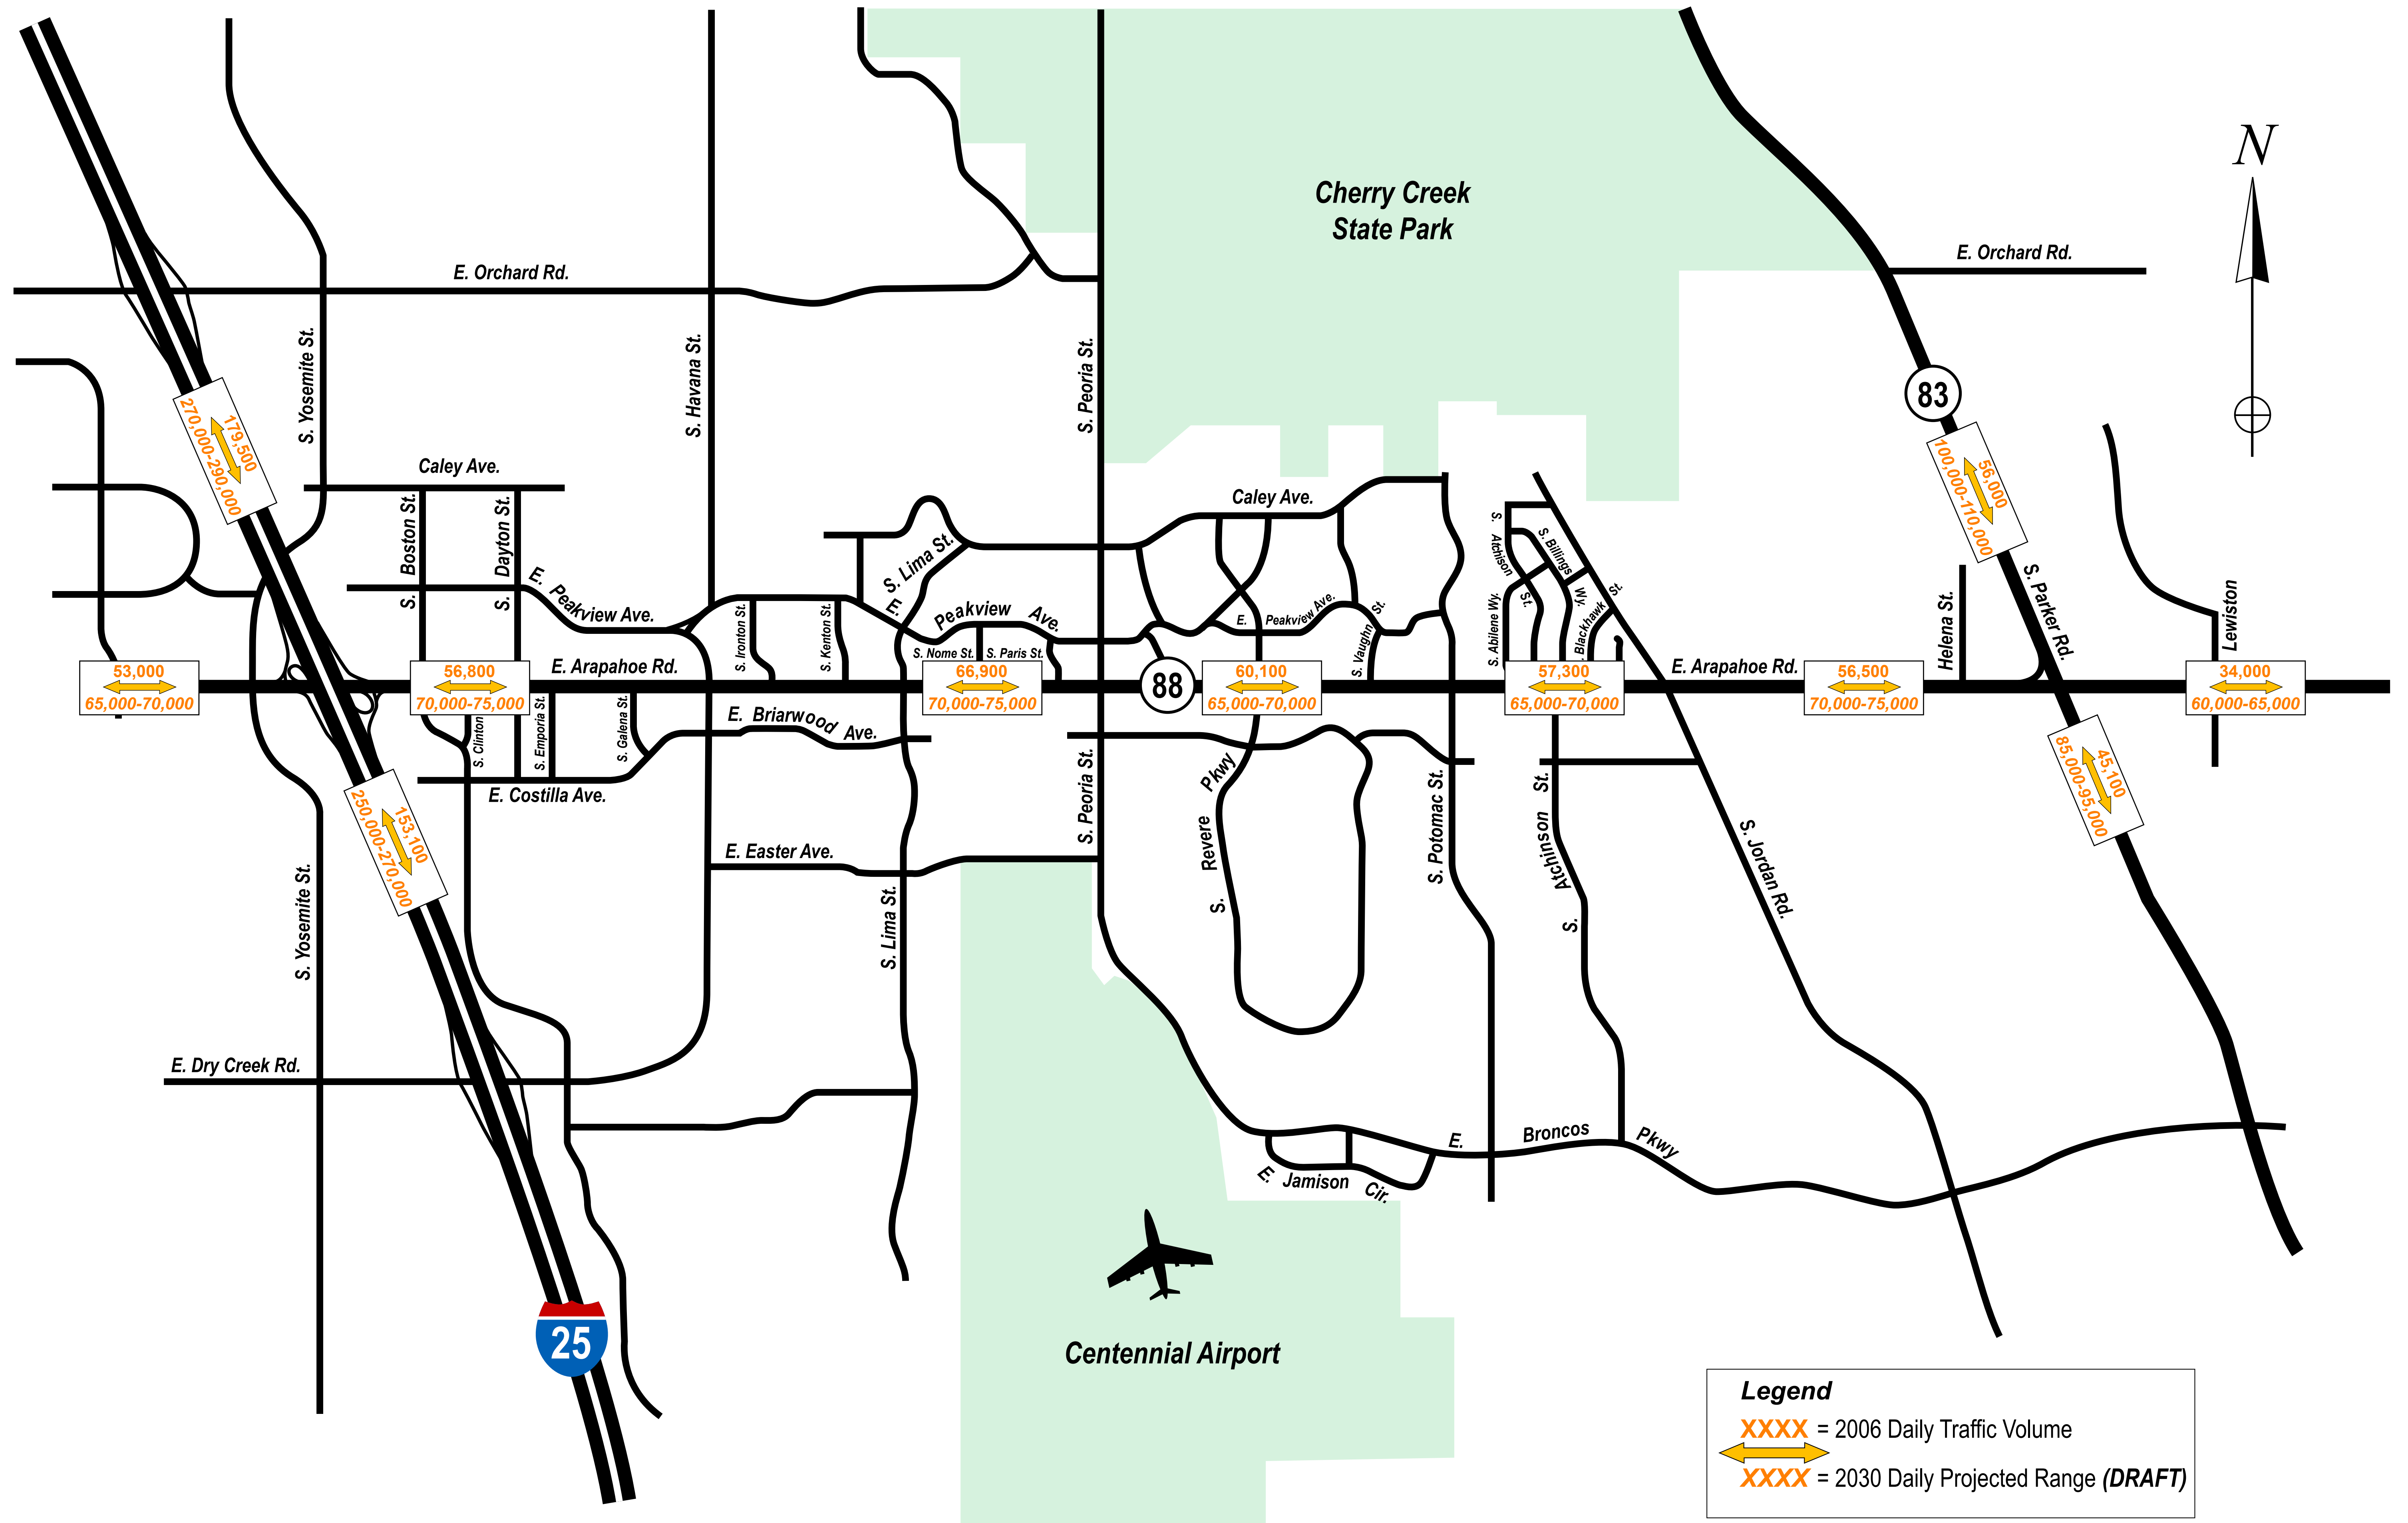 N
Cherry Creek
State Park
E. Orchard Rd.
E. Orchard Rd.
S. Yosemite St.
S. Havana St.
S. Peoria St.
83
179,500
270,000-290,000
56,000
100,000-110,000
Caley Ave.
Caley Ave.
S. Boston St.
S. Dayton St.
E. Peakview Ave.
S. Lima St.
E. Peakview Ave.
E. Peakview Ave.
S. Ironton St.
S. Kenton St.
S. Nome St.
S. Paris St.
S. Vaughn St.
S. Atchison St.
S. Billings Wy.
S. Abilene Wy.
Blackhawk St.
Helena St.
S. Parker Rd.
Lewiston
53,000
65,000-70,000
56,800
70,000-75,000
E. Arapahoe Rd.
66,900
70,000-75,000
88
60,100
65,000-70,000
57,300
65,000-70,000
E. Arapahoe Rd.
56,500
70,000-75,000
34,000
60,000-65,000
S. Clinton
S. Emporia St.
S. Galena St.
E. Briarwood Ave.
E. Costilla Ave.
153,100
250,000-270,000
45,100
85,000-95,000
S. Peoria St.
S. Revere Pkwy
S. Potomac St.
S. Atchinson St.
S. Jordan Rd.
E. Easter Ave.
S. Yosemite St.
S. Lima St.
E. Dry Creek Rd.
E. Broncos Pkwy
E. Jamison Cir.
25
Centennial Airport
Legend
XXXX = 2006 Daily Traffic Volume
XXXX = 2030 Daily Projected Range (DRAFT)